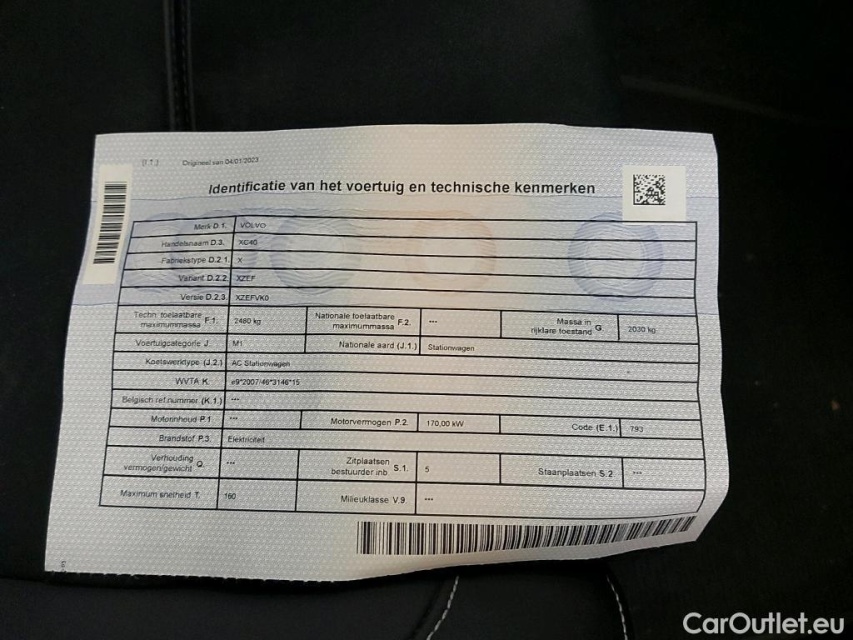 (I.T.) Origineel van 04/01/2023
Identificatie van het voertuig en technische kenmerken
Merk D.1. VOLVO
Handelsnaam D.3. XC40
Fabriekstype D.2.1. X
Variant D.2.2. XZEF
Versie D.2.3. XZEFVK0
Techn. toelaatbare maximummassa F.1. 2480 kg Nationale toelaatbare maximummassa F.2. --- Massa in rijklare toestand G. 2030 kg
Voertuigcategorie J. M1 Nationale aard (J.1.) Stationwagen
Koetswerktype (J.2.) AC Stationwagen
WVTA K. e9*2007/46*3146*15
Belgisch ref.nummer (K.1.) ---
Motorinhoud P.1. --- Motorvermogen P.2. 170,00 kW Code (E.1.) 793
Brandstof P.3. Elektriciteit
Verhouding vermogen/gewicht Q. --- Zitplaatsen bestuurder inb. S.1. 5 Staanplaatsen S.2. ---
Maximum snelheid T. 160 Milieuklasse V.9. ---
CarOutlet.eu